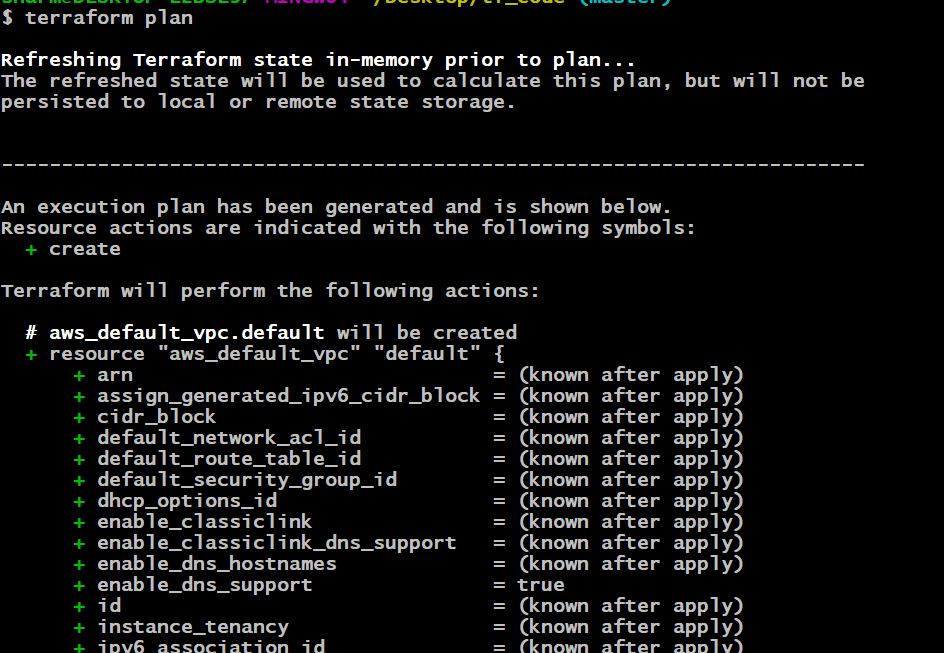 (master)
$ terraform plan
Refreshing Terraform state in-memory prior to plan...
The refreshed state will be used to calculate this plan, but will not be
persisted to local or remote state storage.
------------------------------------------------------------------------
An execution plan has been generated and is shown below.
Resource actions are indicated with the following symbols:
  + create
Terraform will perform the following actions:
  # aws_default_vpc.default will be created
  + resource "aws_default_vpc" "default" {
      + arn                              = (known after apply)
      + assign_generated_ipv6_cidr_block = (known after apply)
      + cidr_block                       = (known after apply)
      + default_network_acl_id           = (known after apply)
      + default_route_table_id           = (known after apply)
      + default_security_group_id        = (known after apply)
      + dhcp_options_id                  = (known after apply)
      + enable_classiclink               = (known after apply)
      + enable_classiclink_dns_support   = (known after apply)
      + enable_dns_hostnames             = (known after apply)
      + enable_dns_support               = true
      + id                               = (known after apply)
      + instance_tenancy                 = (known after apply)
      + ipv6_association_id              = (known after apply)